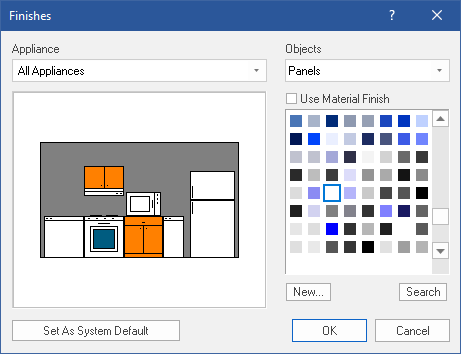 Finishes
Appliance
All Appliances
Objects
Panels
Use Material Finish
New...
Search
Set As System Default
OK
Cancel